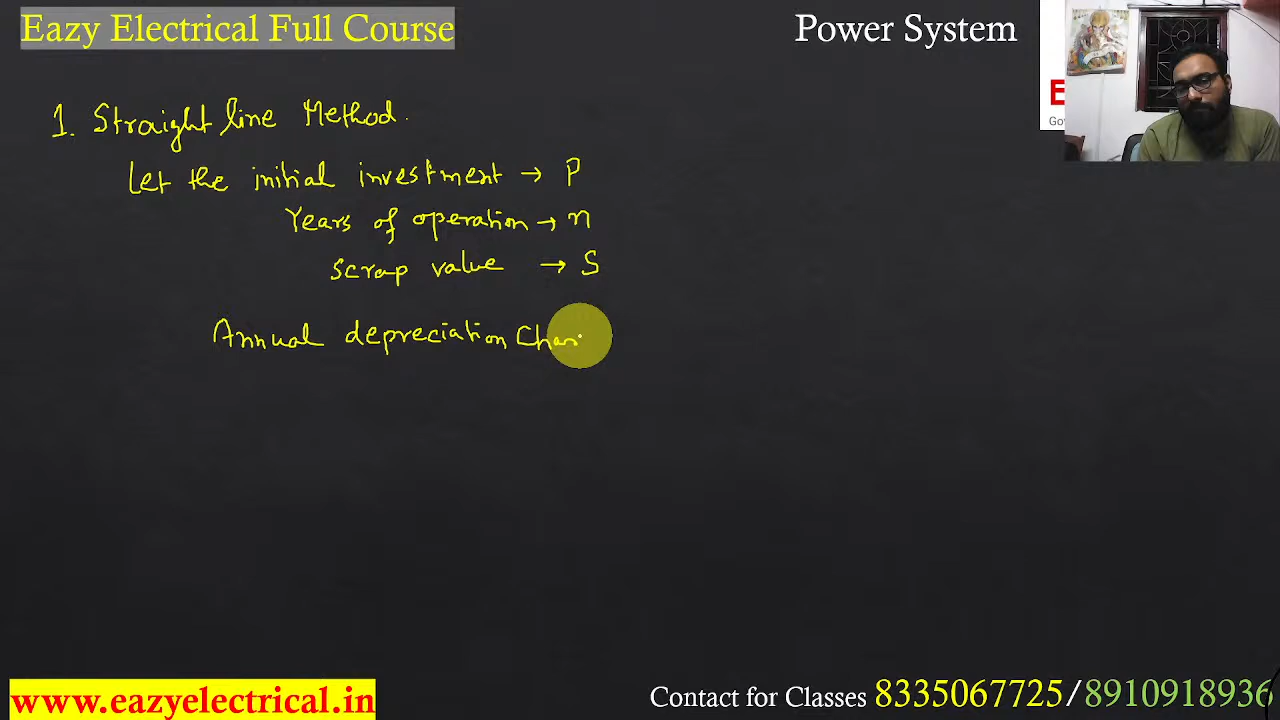 Eazy Electrical Full Course
Power System
1. Straight line Method.
Let the initial investment → P
Years of operation → n
Scrap value → S
Annual depreciation
www.eazyelectrical.in
Contact for Classes 8335067725/8910918936